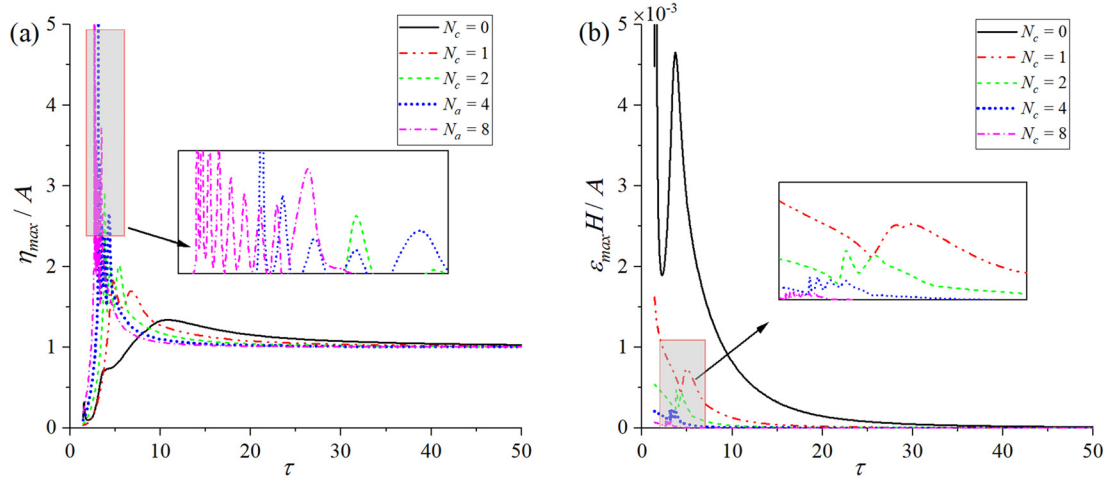 (a)
η_max / A
5
4
3
2
1
0
0 10 20 30 40 50
τ
N_c = 0
N_c = 1
N_c = 2
N_a = 4
N_a = 8
(b)
×10⁻³
ε_max H / A
5
4
3
2
1
0
0 10 20 30 40 50
τ
N_c = 0
N_c = 1
N_c = 2
N_c = 4
N_c = 8